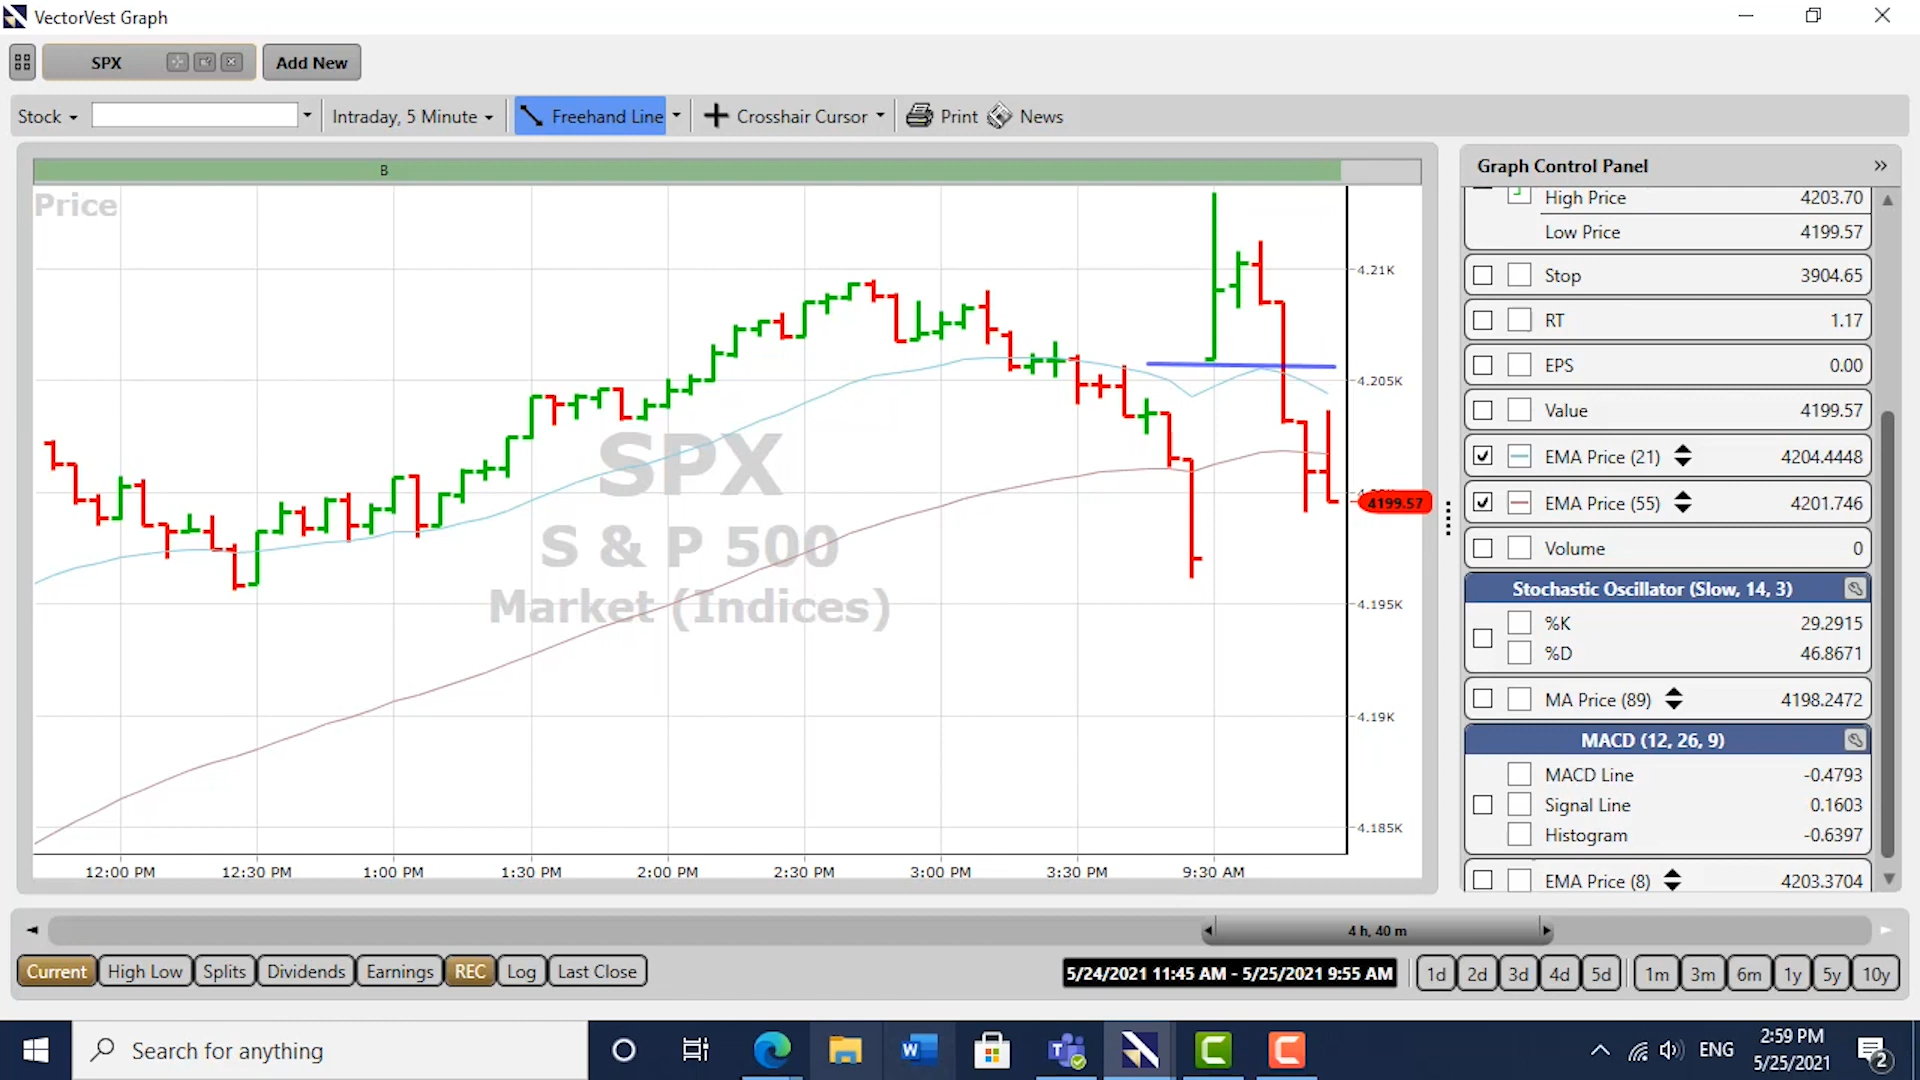 VectorVest Graph
SPX
Add New
Stock
Intraday, 5 Minute
Freehand Line
Crosshair Cursor
Print
News
B
Price
SPX
S & P 500
Market (Indices)
4.21K
4.205K
4199.57
4.195K
4.19K
4.185K
12:00 PM 12:30 PM 1:00 PM 1:30 PM 2:00 PM 2:30 PM 3:00 PM 3:30 PM 9:30 AM
Graph Control Panel
High Price 4203.70
Low Price 4199.57
Stop 3904.65
RT 1.17
EPS 0.00
Value 4199.57
EMA Price (21) 4204.4448
EMA Price (55) 4201.746
Volume 0
Stochastic Oscillator (Slow, 14, 3)
%K 29.2915
%D 46.8671
MA Price (89) 4198.2472
MACD (12, 26, 9)
MACD Line -0.4793
Signal Line 0.1603
Histogram -0.6397
EMA Price (8) 4203.3704
4 h, 40 m
Current High Low Splits Dividends Earnings REC Log Last Close
5/24/2021 11:45 AM - 5/25/2021 9:55 AM
1d 2d 3d 4d 5d 1m 3m 6m 1y 5y 10y
Search for anything
ENG
2:59 PM
5/25/2021
2